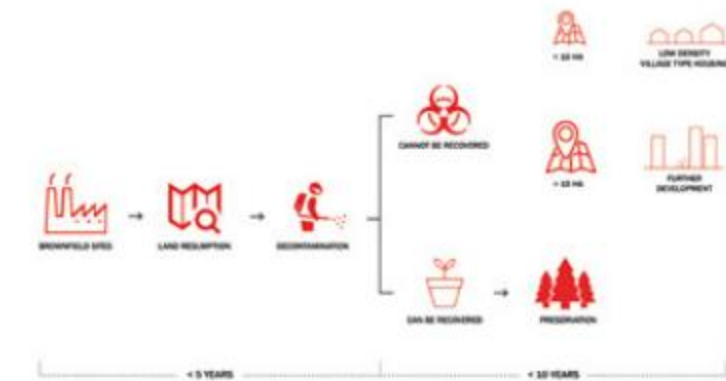 < 10 HA
LOW DENSITY
VILLAGE TYPE HOUSING
CANNOT BE RECOVERED
> 10 HA
FURTHER
DEVELOPMENT
BROWNFIELD SITES
LAND RESUMPTION
DECONTAMINATION
CAN BE RECOVERED
PRESERVATION
< 5 YEARS
< 10 YEARS